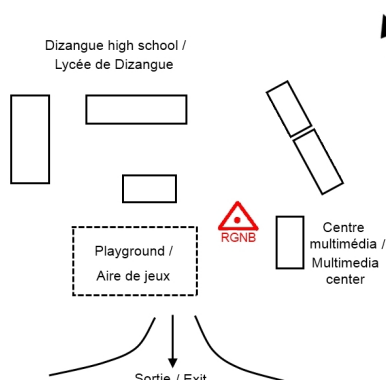 Dizangue high school /
Lycée de Dizangue
RGNB
Centre
multimédia /
Multimedia
center
Playground /
Aire de jeux
Sortie / Exit